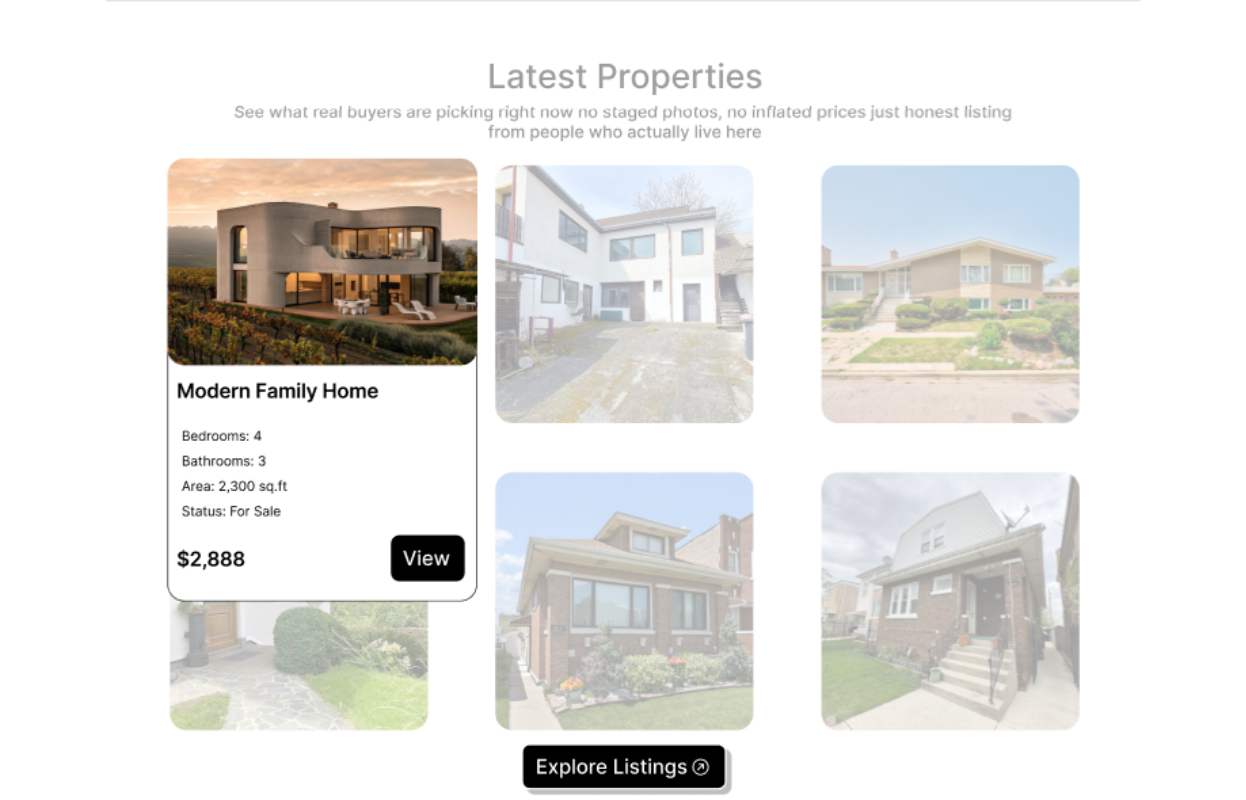 Latest Properties
See what real buyers are picking right now no staged photos, no inflated prices just honest listing
from people who actually live here
Modern Family Home
Bedrooms: 4
Bathrooms: 3
Area: 2,300 sq.ft
Status: For Sale
$2,888
View
Explore Listings